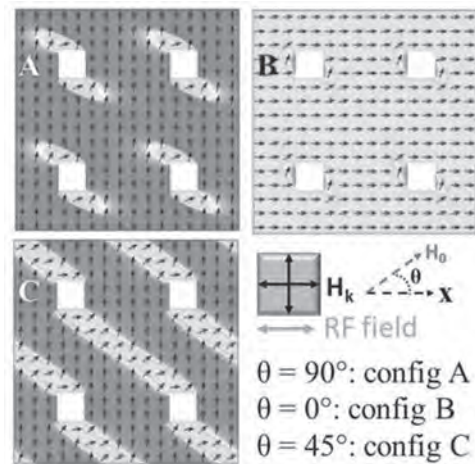 A
B
C
H₀
θ
Hk
x
RF field
θ = 90°: config A
θ = 0°: config B
θ = 45°: config C